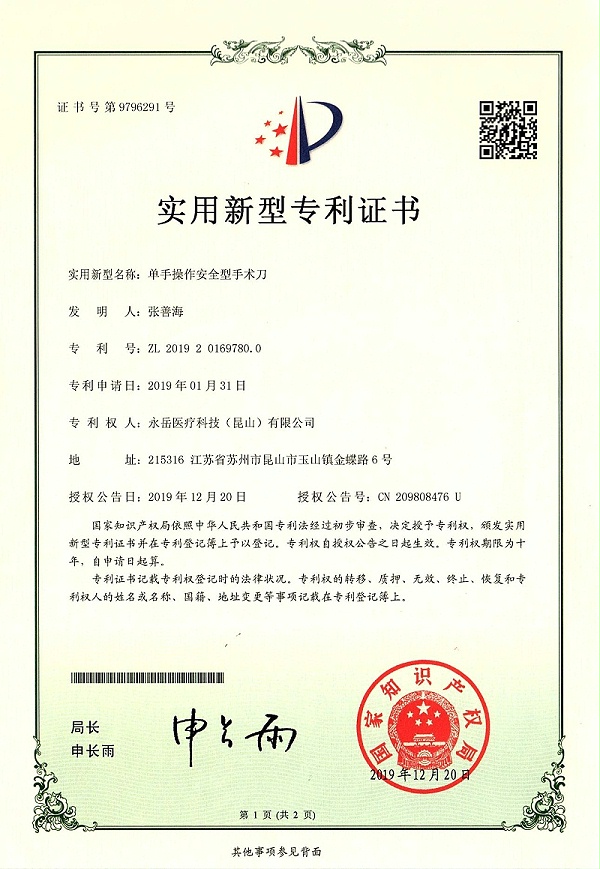 证书号第9796291号
实用新型专利证书
实用新型名称：单手操作安全型手术刀
发明人：张善海
专利号：ZL 2019 2 0169780.0
专利申请日：2019年01月31日
专利权人：永岳医疗科技（昆山）有限公司
地址：215316 江苏省苏州市昆山市玉山镇金蝶路6号
授权公告日：2019年12月20日 授权公告号：CN 209808476 U
国家知识产权局依照中华人民共和国专利法经过初步审查，决定授予专利权，颁发实用
新型专利证书并在专利登记簿上予以登记。专利权自授权公告之日起生效。专利权期限为十
年，自申请日起算。
专利证书记载专利权登记时的法律状况。专利权的转移、质押、无效、终止、恢复和专
利权人的姓名或名称、国籍、地址变更等事项记载在专利登记簿上。
局长
申长雨
申长雨
国家知识产权局
2019年12月20日
第1页(共2页)
其他事项参见背面